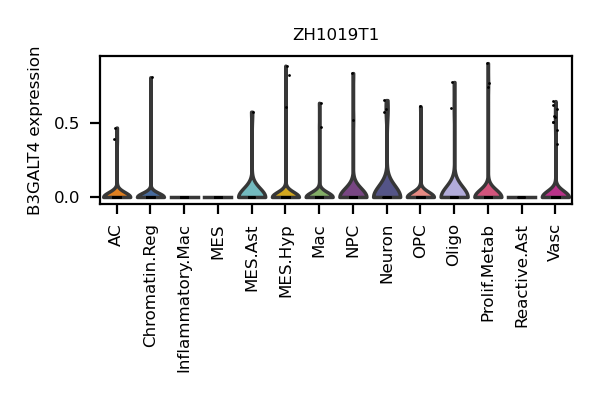 ZH1019T1
B3GALT4 expression
0.5
0.0
AC
Chromatin.Reg
Inflammatory.Mac
MES
MES.Ast
MES.Hyp
Mac
NPC
Neuron
OPC
Oligo
Prolif.Metab
Reactive.Ast
Vasc